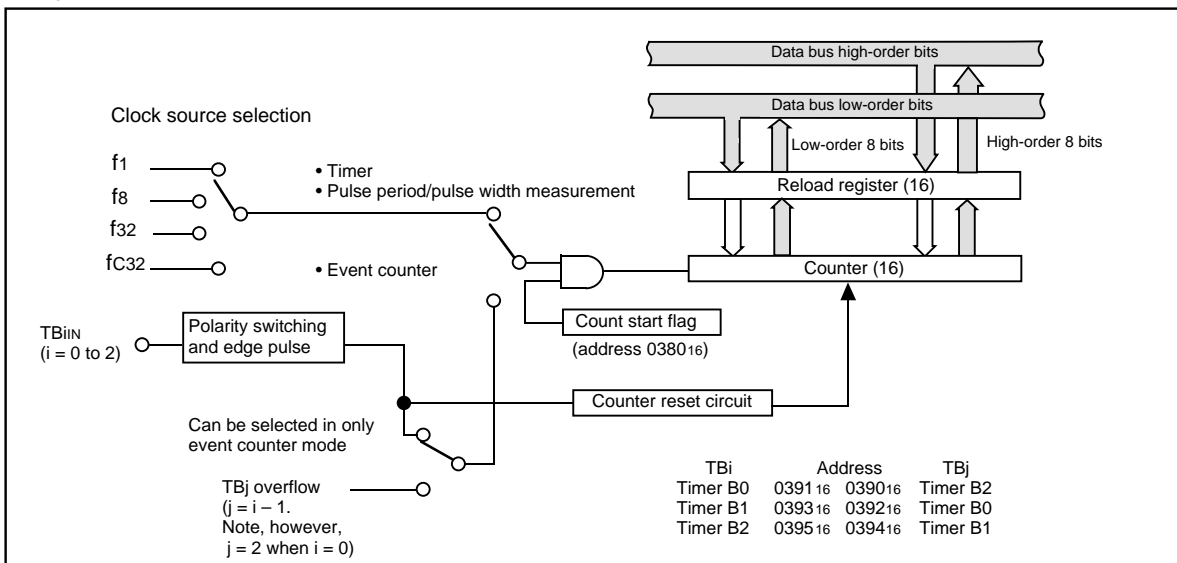 Data bus high-order bits
Data bus low-order bits
Low-order 8 bits
High-order 8 bits
Clock source selection
f1
f8
f32
fC32
• Timer
• Pulse period/pulse width measurement
• Event counter
Reload register (16)
Counter (16)
Count start flag
(address 038016)
TBiIN
(i = 0 to 2)
Polarity switching
and edge pulse
Counter reset circuit
Can be selected in only
event counter mode
TBj overflow
(j = i – 1.
Note, however,
j = 2 when i = 0)
TBi Address TBj
Timer B0 039116 039016 Timer B2
Timer B1 039316 039216 Timer B0
Timer B2 039516 039416 Timer B1